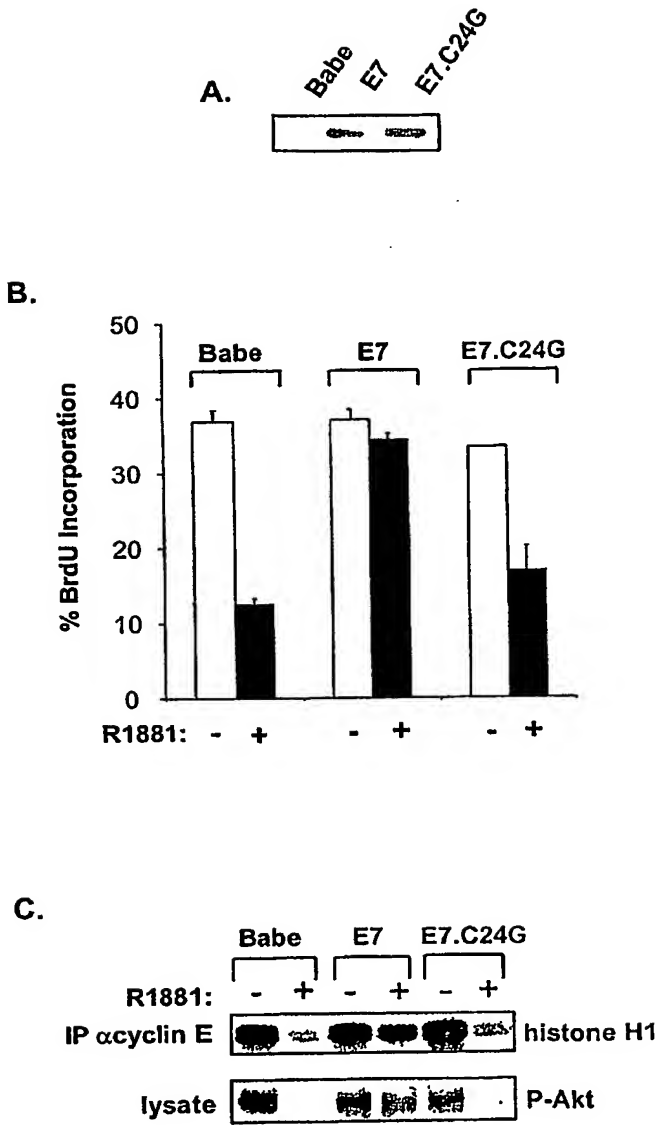 A.
Babe E7 E7.C24G
B.
50
40
30
20
10
0
% BrdU Incorporation
Babe E7 E7.C24G
R1881: - + - + - +
C.
Babe E7 E7.C24G
R1881: - + - + - +
IP αcyclin E histone H1
lysate P-Akt